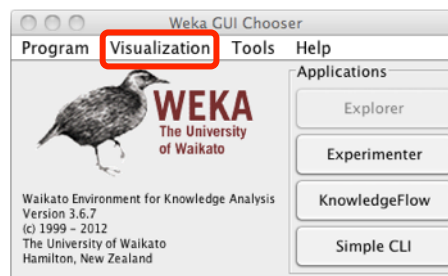 Weka GUI Chooser
Program Visualization Tools Help
WEKA
The University
of Waikato
Waikato Environment for Knowledge Analysis
Version 3.6.7
(c) 1999 - 2012
The University of Waikato
Hamilton, New Zealand
Applications
Explorer
Experimenter
KnowledgeFlow
Simple CLI